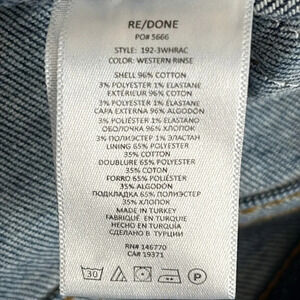 RE/DONE
PO# 5666
STYLE: 192-3WHRAC
COLOR: WESTERN RINSE
SHELL 96% COTTON
3% POLYESTER 1% ELASTANE
EXTÉRIEUR 96% COTON
3% POLYESTER 1% ELASTANE
CAPA EXTERNA 96% ALGODÓN
3% POLIÉSTER 1% ELASTANO
ОБОЛОЧКА 96% ХЛОПОК
3% ПОЛИЭСТЕР 1% ЭЛАСТАН
LINING 65% POLYESTER
35% COTTON
DOUBLURE 65% POLYESTER
35% COTON
FORRO 65% POLIÉSTER
35% ALGODÓN
ПОДКЛАДКА 65% ПОЛИЭСТЕР
35% ХЛОПОК
MADE IN TURKEY
FABRIQUÉ EN TURQUIE
HECHO EN TURQUÍA
СДЕЛАНО В ТУРЦИИ
RN# 146770
CA# 19371
30 P